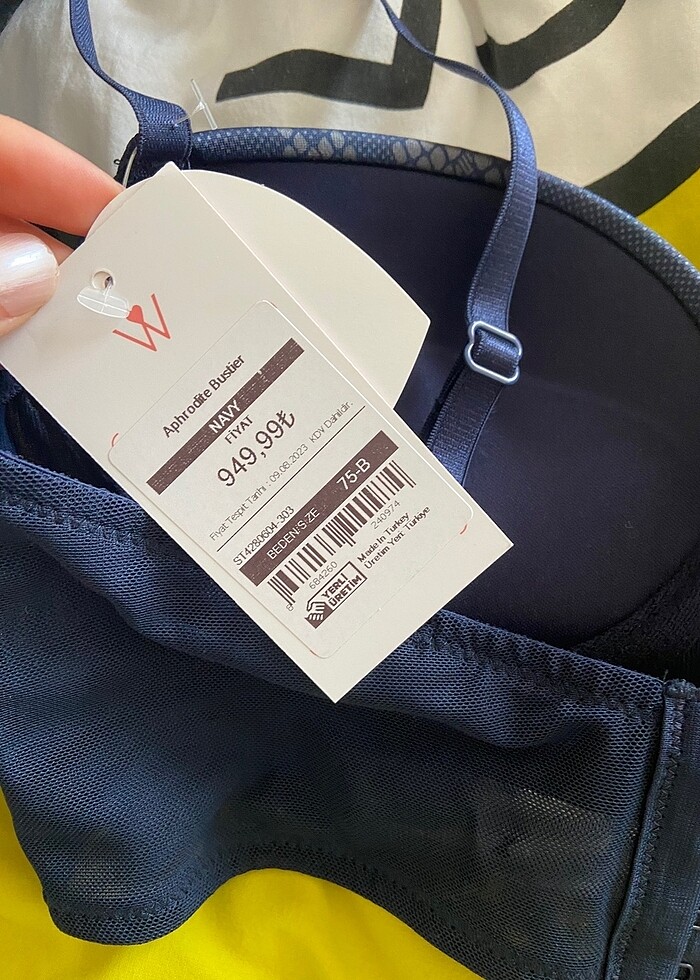 W
Aphrodite Bustier
NAVY
FİYAT
949,99₺
Fiyat Tespit Tarihi : 09.08.2023 KDV Dahildir.
ST4280604-303
BEDEN-SIZE 75-B
8 684260 240974
Made In Turkey
Üretim Yeri: Türkiye
YERLİ
ÜRETİM